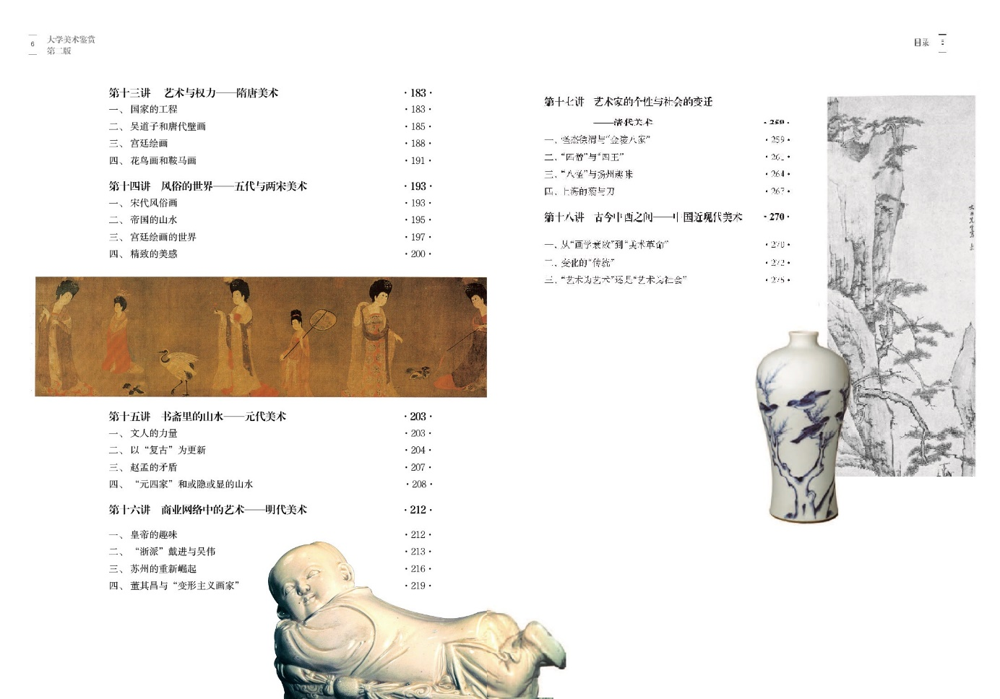 6
大学美术鉴赏
第二版
第十三讲 艺术与权力——隋唐美术 ·183·
一、国家的工程 ·183·
二、吴道子和唐代壁画 ·185·
三、宫廷绘画 ·188·
四、花鸟画和鞍马画 ·191·
第十四讲 风俗的世界——五代与两宋美术 ·193·
一、宋代风俗画 ·193·
二、帝国的山水 ·195·
三、宫廷绘画的世界 ·197·
四、精致的美感 ·200·
第十五讲 书斋里的山水——元代美术 ·203·
一、文人的力量 ·203·
二、以“复古”为更新 ·204·
三、赵孟的矛盾 ·207·
四、“元四家”和或隐或显的山水 ·208·
第十六讲 商业网络中的艺术——明代美术 ·212·
一、皇帝的趣味 ·212·
二、“浙派”戴进与吴伟 ·213·
三、苏州的重新崛起 ·216·
四、董其昌与“变形主义画家” ·219·
目录
第十七讲 艺术家的个性与社会的变迁
——清代美术 ·259·
一、怪杰徐渭与“金陵八家” ·259·
二、“四僧”与“四王”
三、“八怪”与扬州趣味 ·264·
四、上海的菊与刀 ·267·
第十八讲 古今中西之间——中国近现代美术 ·270·
一、从“画学衰败”到“美术革命” ·270·
二、变化的“传统” ·272·
三、“艺术为艺术”还是“艺术为社会” ·275·